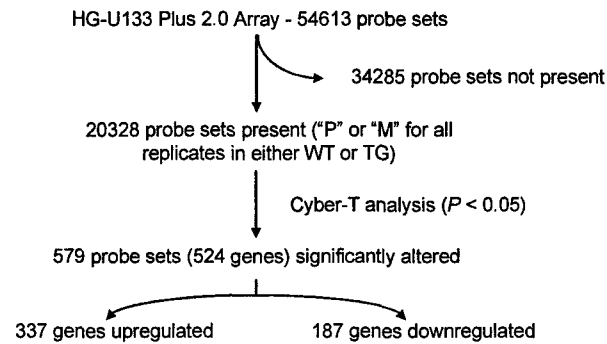 HG-U133 Plus 2.0 Array - 54613 probe sets
34285 probe sets not present
20328 probe sets present ("P" or "M" for all
replicates in either WT or TG)
Cyber-T analysis (P < 0.05)
579 probe sets (524 genes) significantly altered
337 genes upregulated
187 genes downregulated